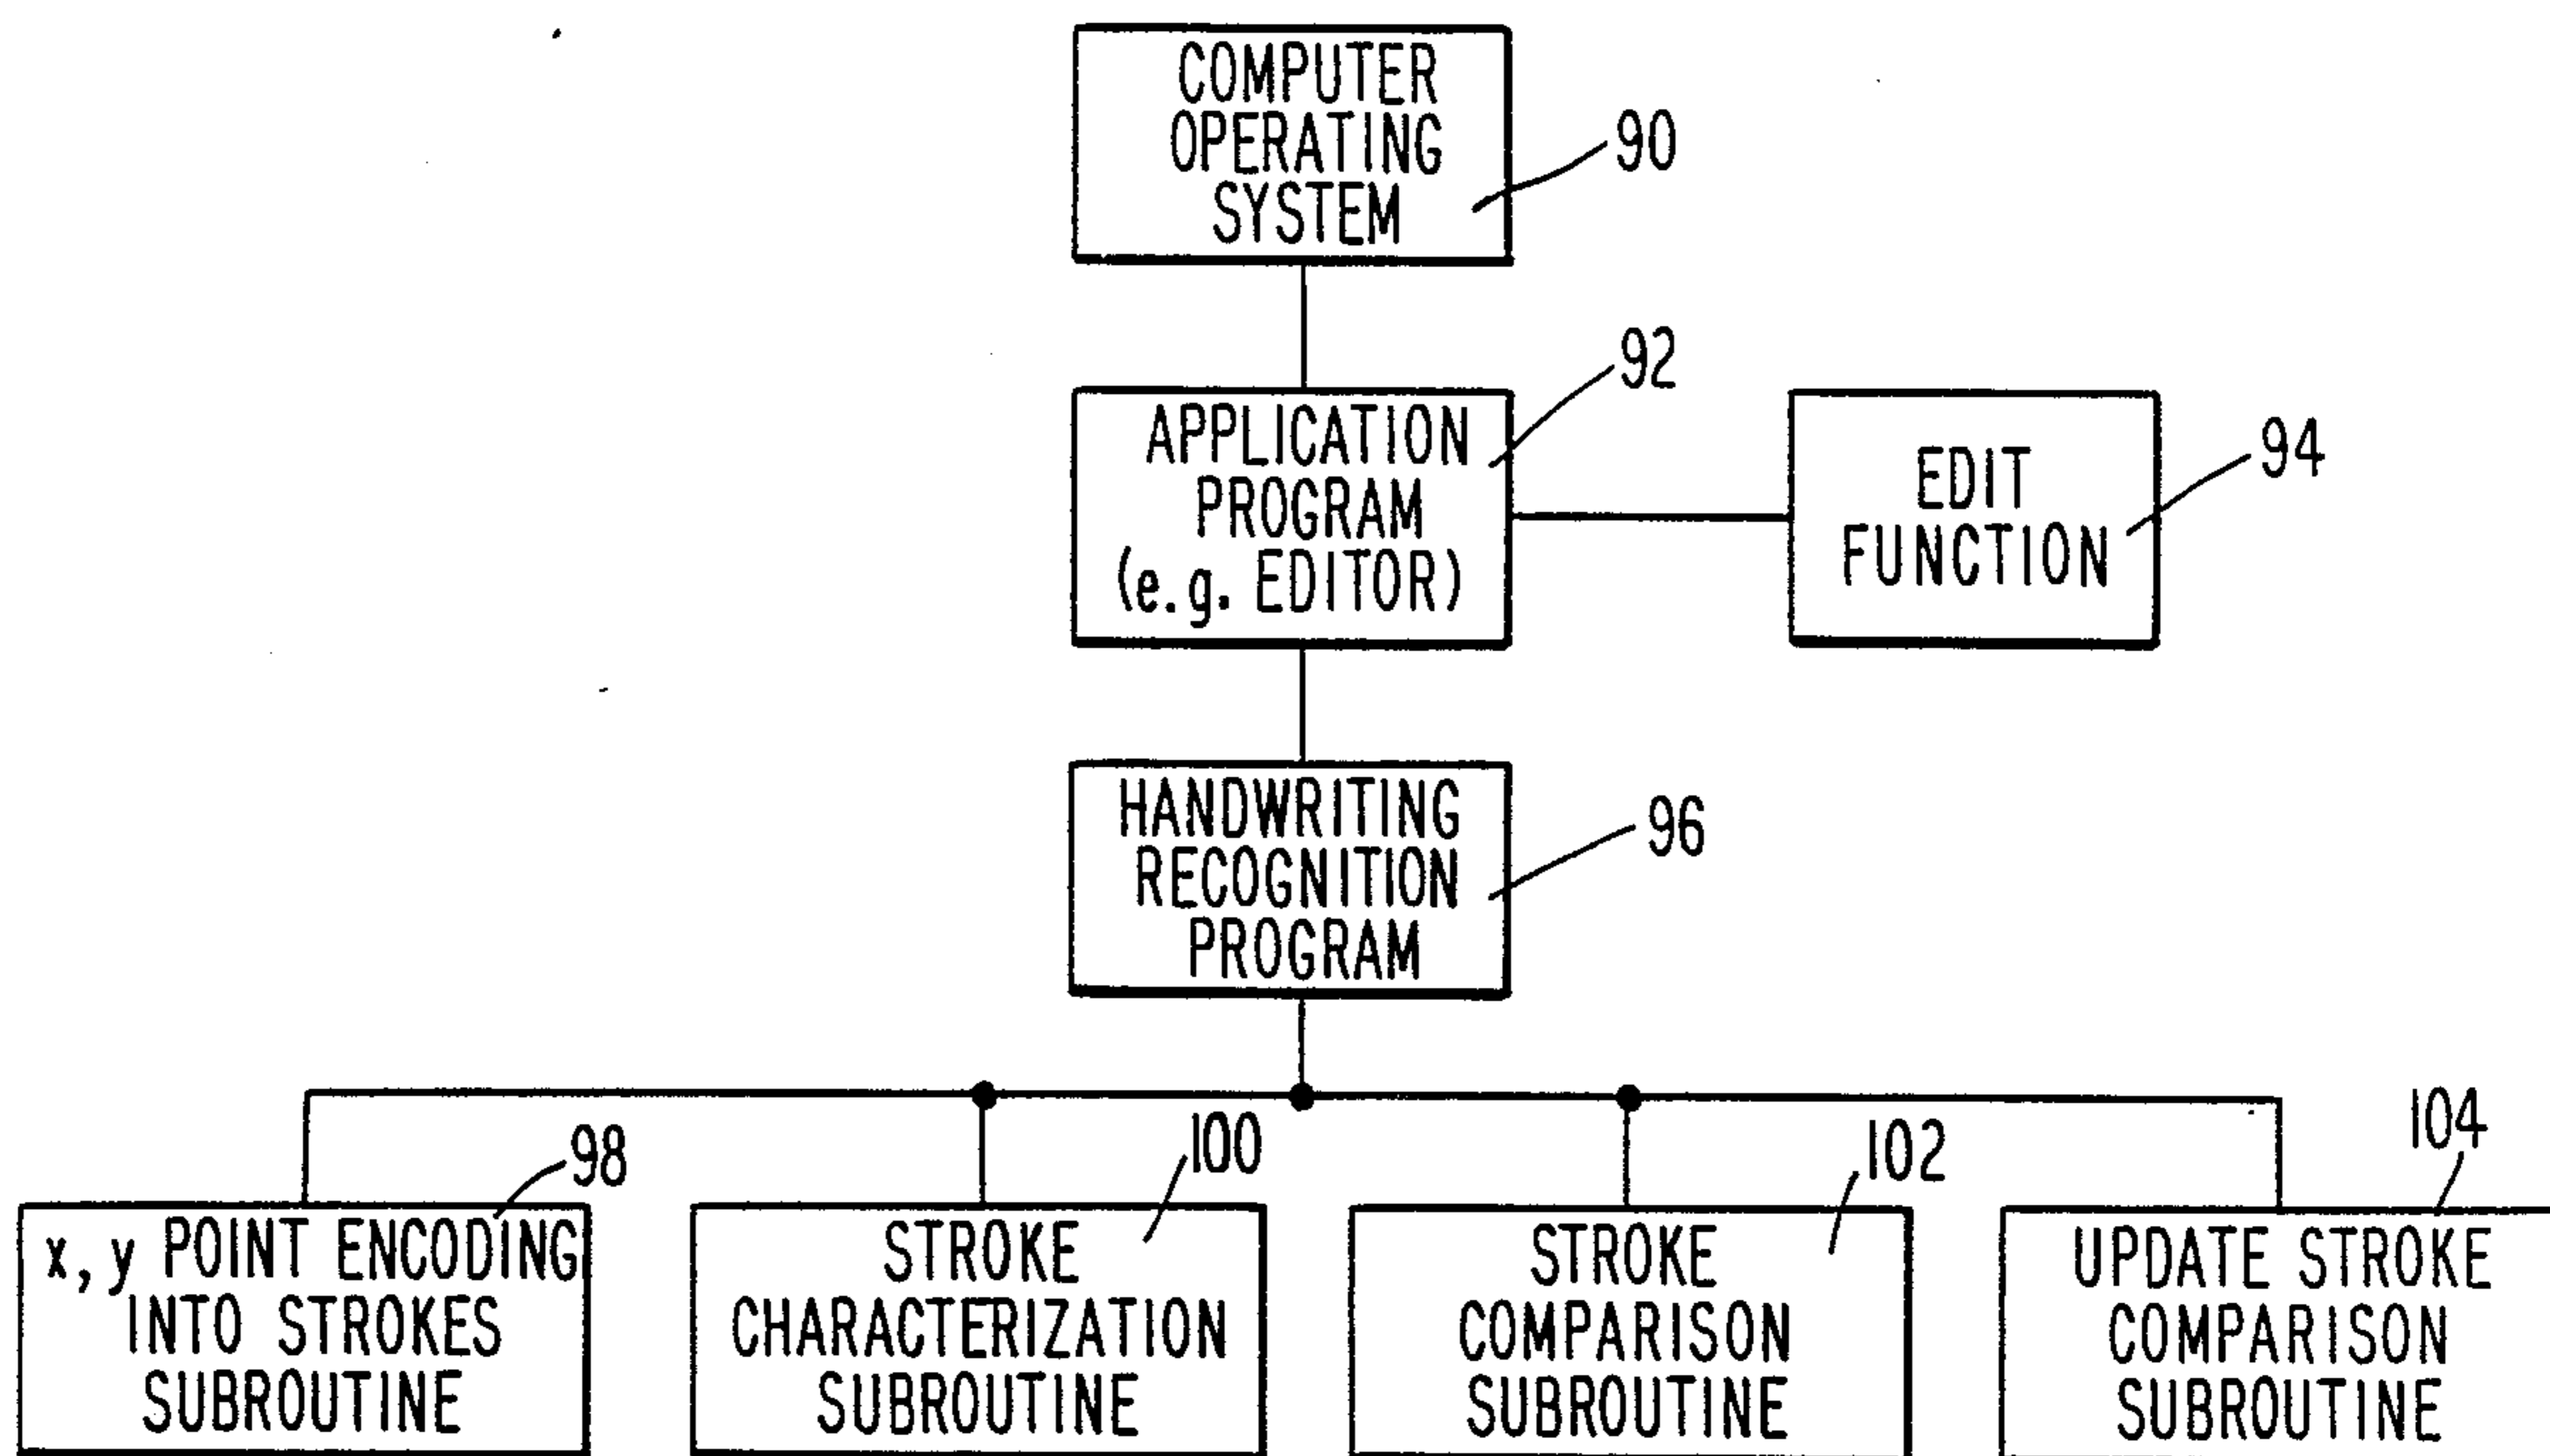 COMPUTER
OPERATING
SYSTEM
90
APPLICATION
PROGRAM
(e.g. EDITOR)
92
EDIT
FUNCTION
94
HANDWRITING
RECOGNITION
PROGRAM
96
x, y POINT ENCODING
INTO STROKES
SUBROUTINE
98
STROKE
CHARACTERIZATION
SUBROUTINE
100
STROKE
COMPARISON
SUBROUTINE
102
UPDATE STROKE
COMPARISON
SUBROUTINE
104